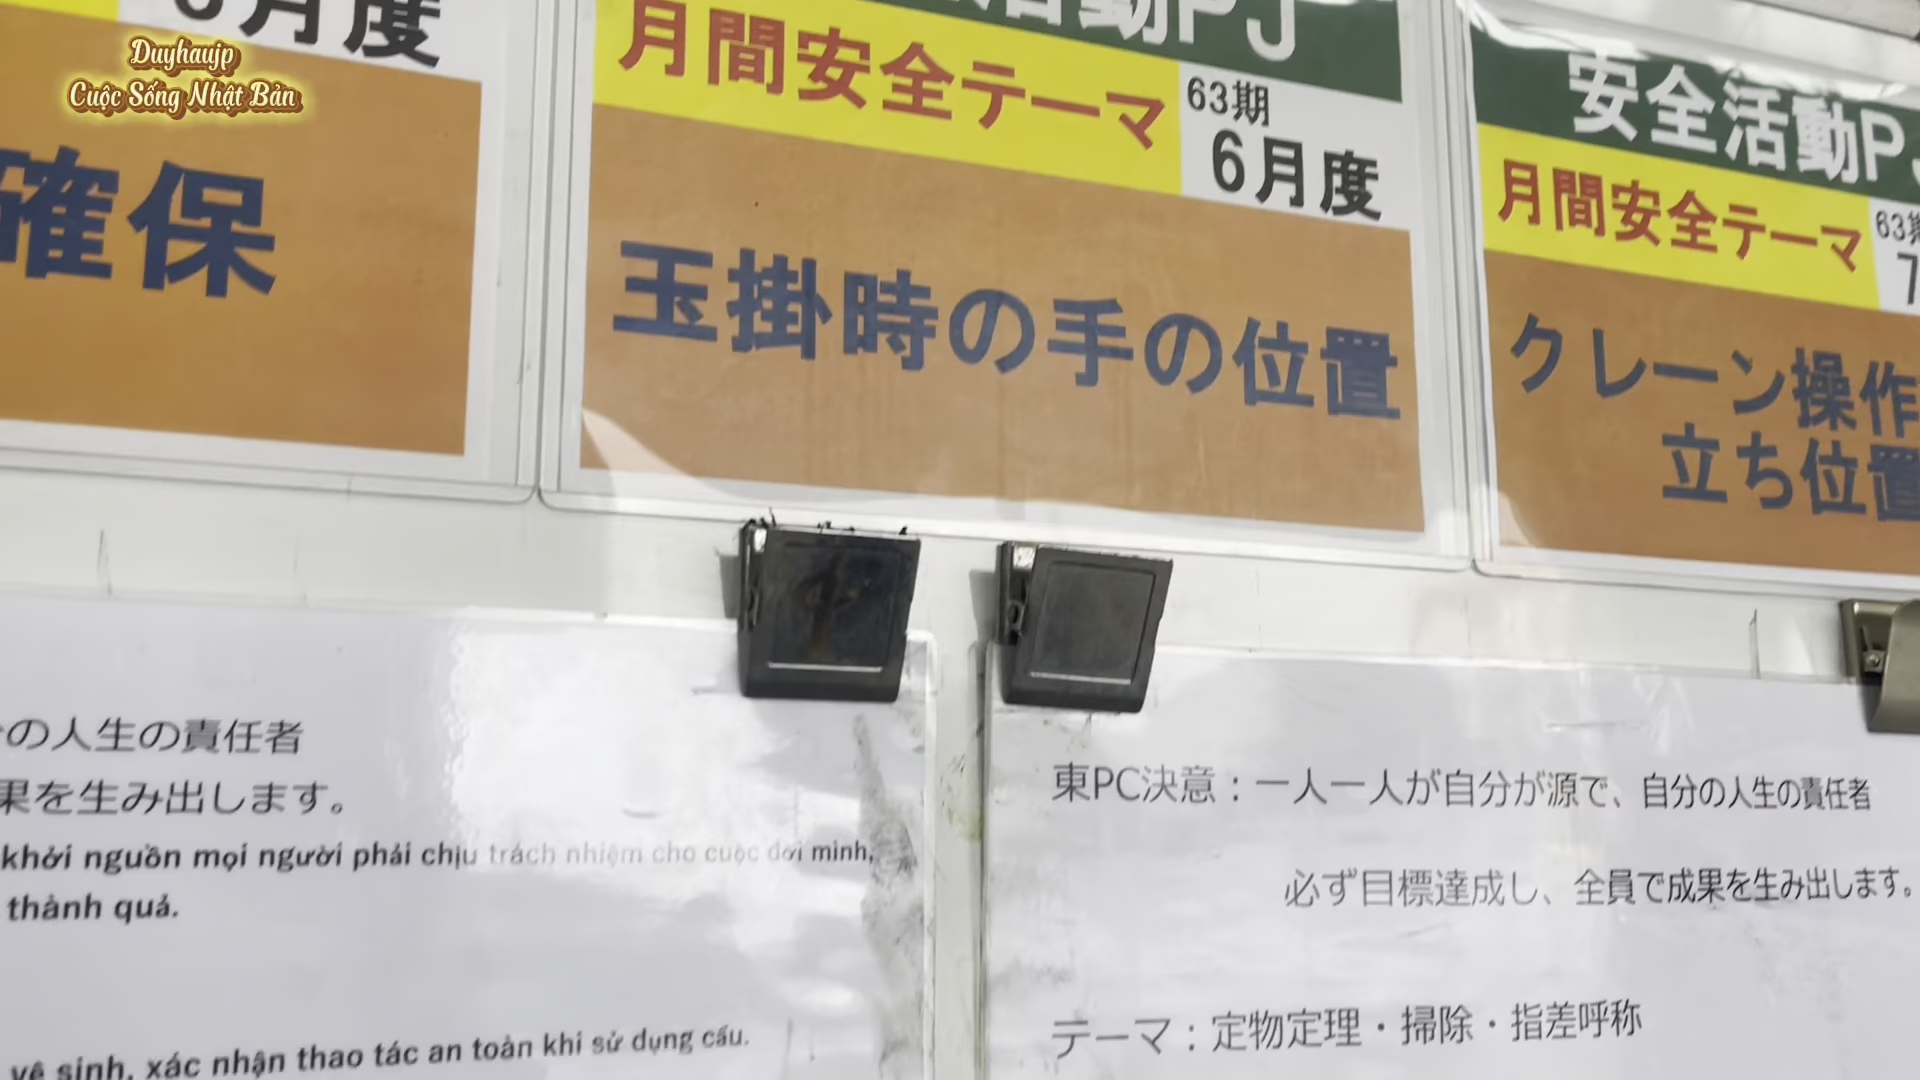 Duyhaujp
Cuộc Sống Nhật Bản
月度
確保
活動PJ
月間安全テーマ
63期
6月度
玉掛時の手の位置
安全活動P
月間安全テーマ
63期
7
クレーン操作
立ち位置
の人生の責任者
果を生み出します。
khởi nguồn mọi người phải chịu trách nhiệm cho cuộc đời mình,
thành quả.
vệ sinh, xác nhận thao tác an toàn khi sử dụng cẩu.
東PC決意：一人一人が自分が源で、自分の人生の責任者
必ず目標達成し、全員で成果を生み出します。
テーマ：定物定理・掃除・指差呼称